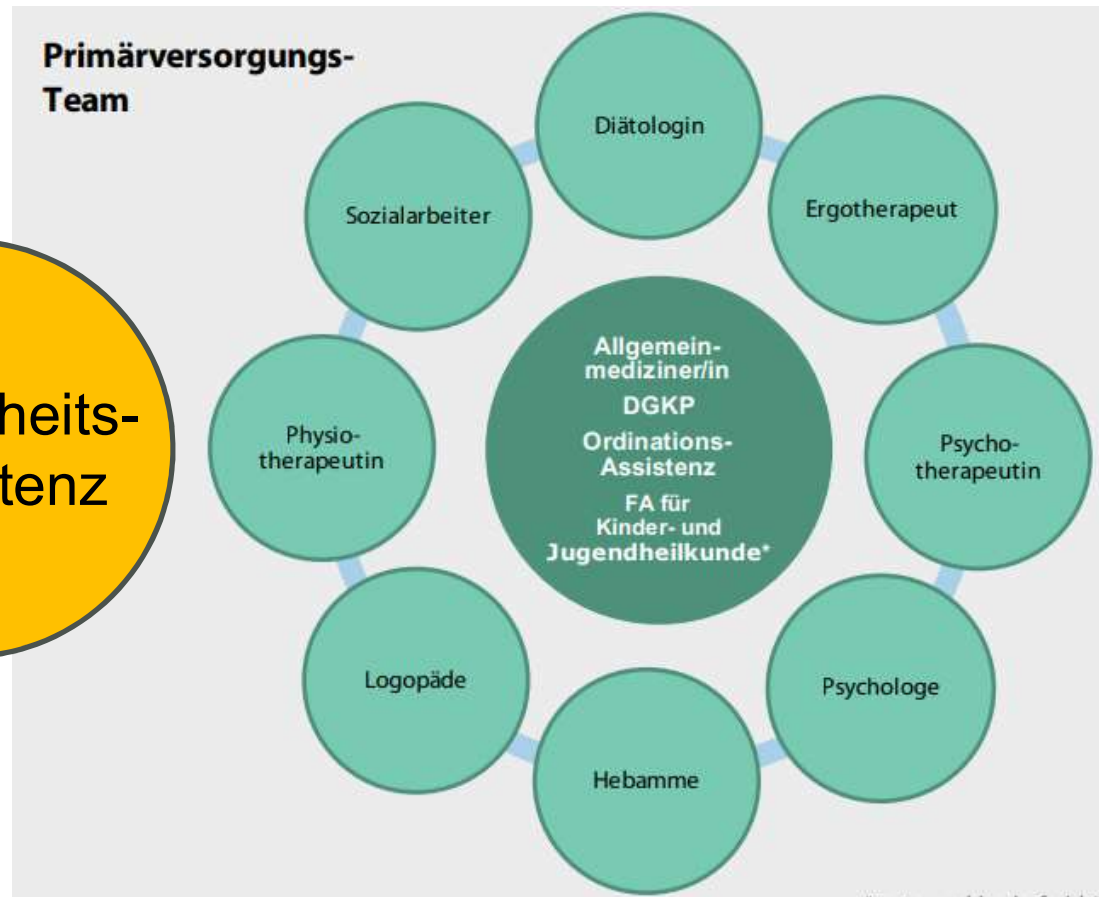 Primärversorgungs-
Team
Diätologin
Ergotherapeut
Psycho-
therapeutin
Psychologe
Hebamme
Logopäde
Physio-
therapeutin
Sozialarbeiter
Allgemein-
mediziner/in
DGKP
Ordinations-
Assistenz
FA für
Kinder- und
Jugendheilkunde*
heits-
tenz